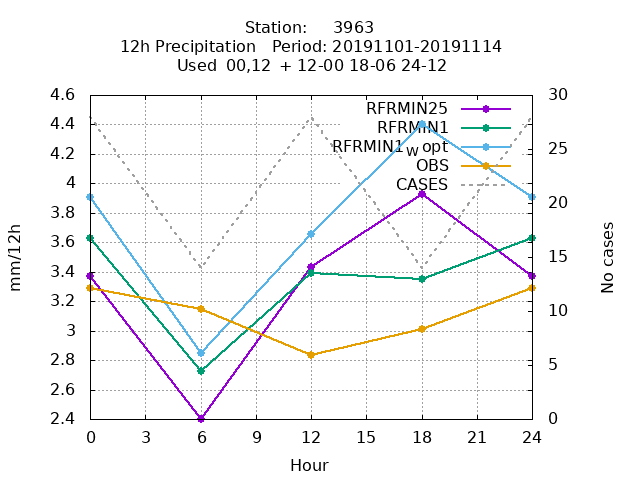 Station: 3963
12h Precipitation Period: 20191101-20191114
Used 00,12 + 12-00 18-06 24-12
RFRMIN25
RFRMIN1
RFRMIN1_W opt
OBS
CASES
4.6
4.4
4.2
4
3.8
3.6
3.4
3.2
3
2.8
2.6
2.4
mm/12h
30
25
20
15
10
5
0
No cases
0 3 6 9 12 15 18 21 24
Hour